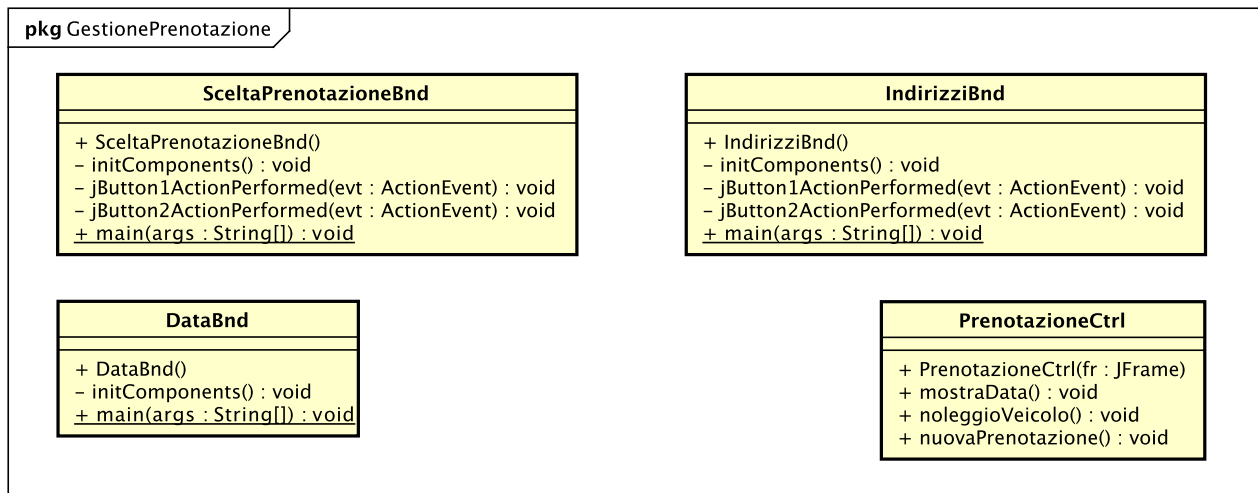 pkg GestionePrenotazione
SceltaPrenotazioneBnd
+ SceltaPrenotazioneBnd()
– initComponents() : void
– jButton1ActionPerformed(evt : ActionEvent) : void
– jButton2ActionPerformed(evt : ActionEvent) : void
+ main(args : String[]) : void
IndirizziBnd
+ IndirizziBnd()
– initComponents() : void
– jButton1ActionPerformed(evt : ActionEvent) : void
– jButton2ActionPerformed(evt : ActionEvent) : void
+ main(args : String[]) : void
DataBnd
+ DataBnd()
– initComponents() : void
+ main(args : String[]) : void
PrenotazioneCtrl
+ PrenotazioneCtrl(fr : JFrame)
+ mostraData() : void
+ noleggioVeicolo() : void
+ nuovaPrenotazione() : void